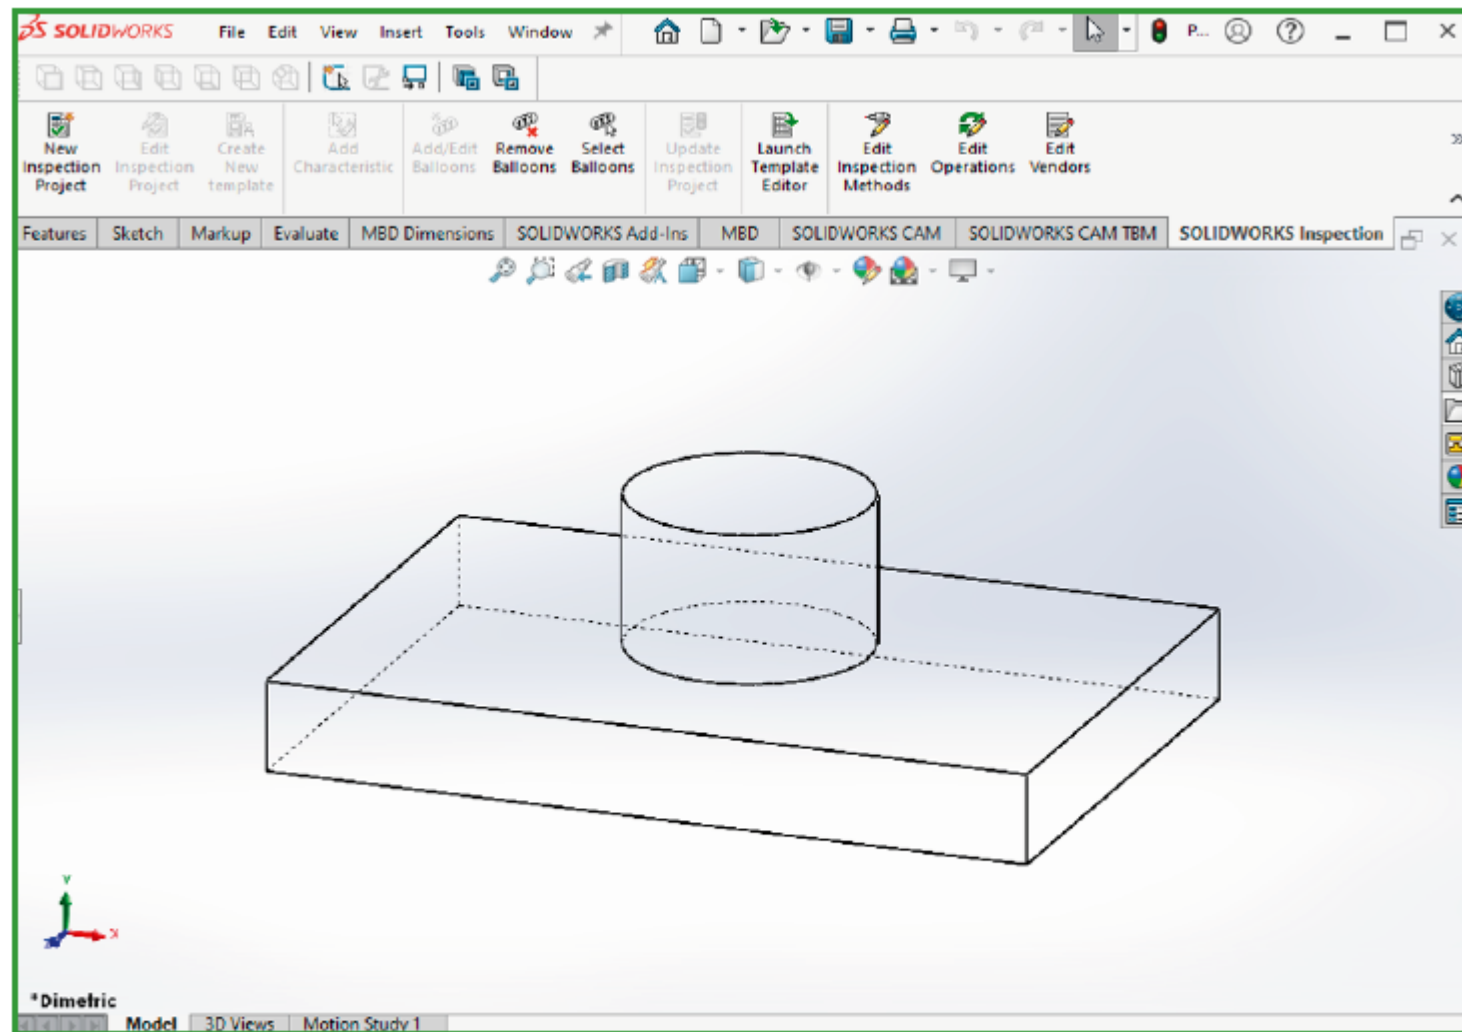 SOLIDWORKS File Edit View Insert Tools Window P...
New Inspection Project
Edit Inspection Project
Create New template
Add Characteristic
Add/Edit Balloons
Remove Balloons
Select Balloons
Update Inspection Project
Launch Template Editor
Edit Inspection Methods
Edit Operations
Edit Vendors
Features Sketch Markup Evaluate MBD Dimensions SOLIDWORKS Add-Ins MBD SOLIDWORKS CAM SOLIDWORKS CAM TBM SOLIDWORKS Inspection
Y
X
Z
*Dimetric
Model 3D Views Motion Study 1